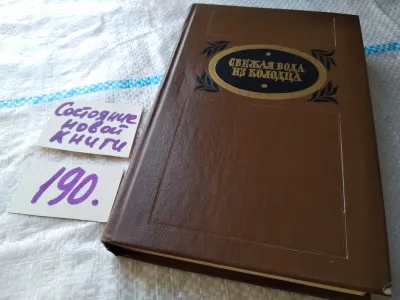 Состояние
новой
книги
190.
СВЕЖАЯ ВОДА
ИЗ КОЛОДЦА